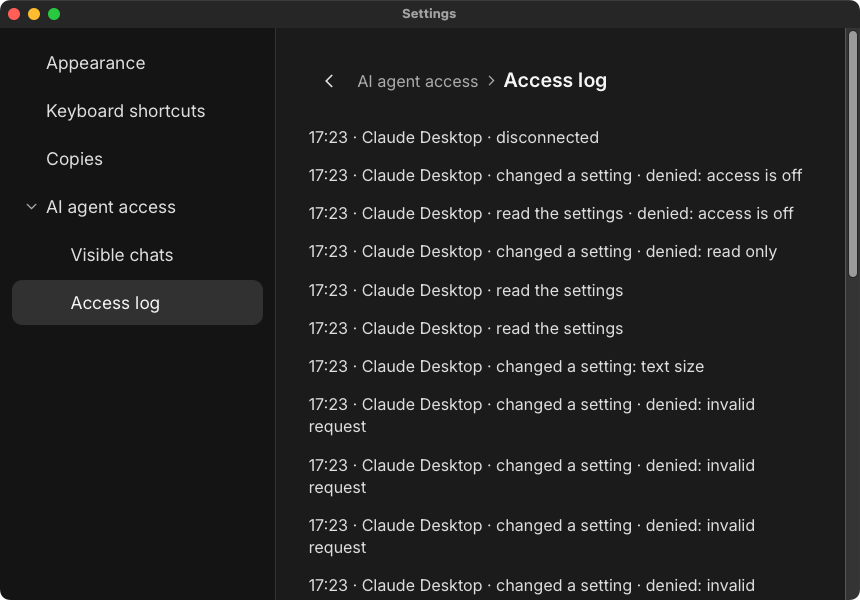 Settings
Appearance
Keyboard shortcuts
Copies
AI agent access
Visible chats
Access log
AI agent access > Access log
17:23 · Claude Desktop · disconnected
17:23 · Claude Desktop · changed a setting · denied: access is off
17:23 · Claude Desktop · read the settings · denied: access is off
17:23 · Claude Desktop · changed a setting · denied: read only
17:23 · Claude Desktop · read the settings
17:23 · Claude Desktop · read the settings
17:23 · Claude Desktop · changed a setting: text size
17:23 · Claude Desktop · changed a setting · denied: invalid
request
17:23 · Claude Desktop · changed a setting · denied: invalid
request
17:23 · Claude Desktop · changed a setting · denied: invalid
request
17:23 · Claude Desktop · changed a setting · denied: invalid